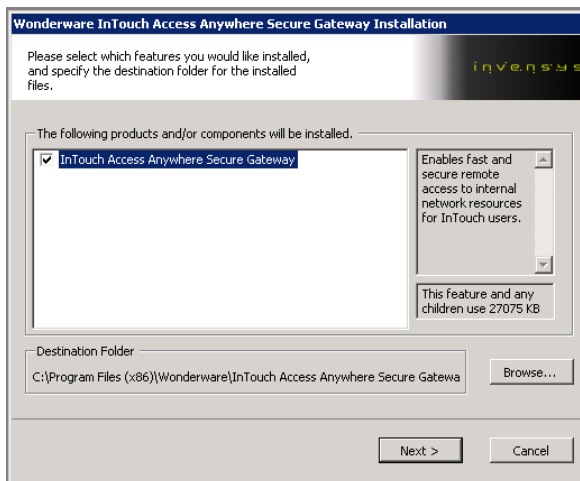 Wonderware InTouch Access Anywhere Secure Gateway Installation
Please select which features you would like installed,
and specify the destination folder for the installed
files.
invensys
The following products and/or components will be installed.
InTouch Access Anywhere Secure Gateway
Enables fast and
secure remote
access to internal
network resources
for InTouch users.
This feature and any
children use 27075 KB
Destination Folder
C:\Program Files (x86)\Wonderware\InTouch Access Anywhere Secure Gatewa
Browse...
Next >
Cancel